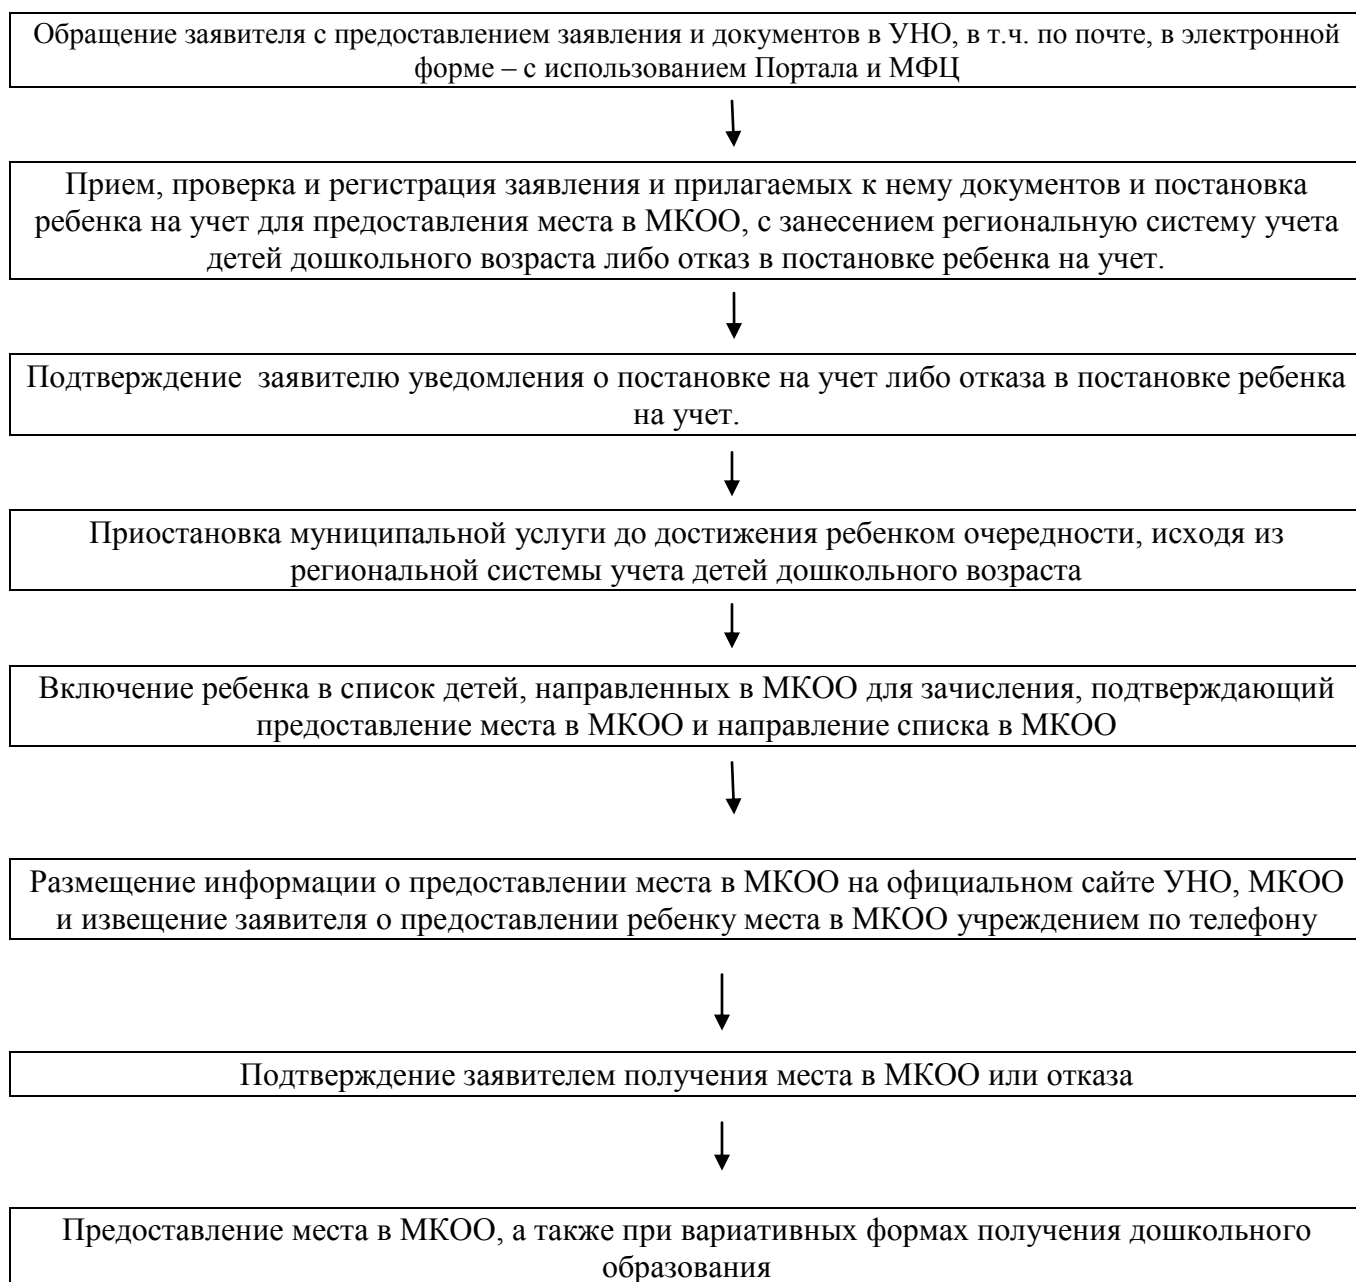 Обращение заявителя с предоставлением заявления и документов в УНО, в т.ч. по почте, в электронной
форме – с использованием Портала и МФЦ
Прием, проверка и регистрация заявления и прилагаемых к нему документов и постановка
ребенка на учет для предоставления места в МКОО, с занесением региональную систему учета
детей дошкольного возраста либо отказ в постановке ребенка на учет.
Подтверждение  заявителю уведомления о постановке на учет либо отказа в постановке ребенка
на учет.
Приостановка муниципальной услуги до достижения ребенком очередности, исходя из
региональной системы учета детей дошкольного возраста
Включение ребенка в список детей, направленных в МКОО для зачисления, подтверждающий
предоставление места в МКОО и направление списка в МКОО
Размещение информации о предоставлении места в МКОО на официальном сайте УНО, МКОО
и извещение заявителя о предоставлении ребенку места в МКОО учреждением по телефону
Подтверждение заявителем получения места в МКОО или отказа
Предоставление места в МКОО, а также при вариативных формах получения дошкольного
образования